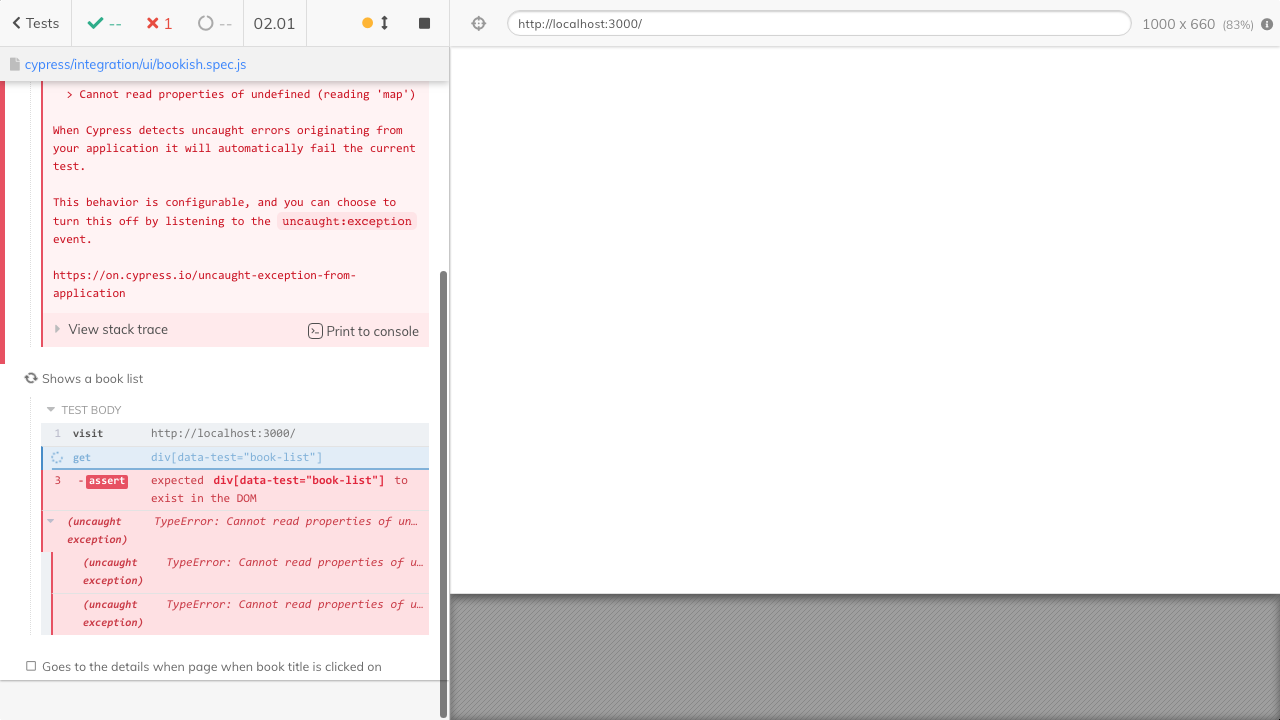 Tests
--
1
--
02.01
http://localhost:3000/
1000 x 660 (83%)
cypress/integration/ui/bookish.spec.js
> Cannot read properties of undefined (reading 'map')
When Cypress detects uncaught errors originating from
your application it will automatically fail the current
test.
This behavior is configurable, and you can choose to
turn this off by listening to the uncaught:exception
event.
https://on.cypress.io/uncaught-exception-from-
application
View stack trace
Print to console
Shows a book list
TEST BODY
1 visit http://localhost:3000/
get div[data-test="book-list"]
3 -assert expected div[data-test="book-list"] to
exist in the DOM
(uncaught TypeError: Cannot read properties of un…
exception)
(uncaught TypeError: Cannot read properties of u…
exception)
(uncaught TypeError: Cannot read properties of u…
exception)
Goes to the details when page when book title is clicked on